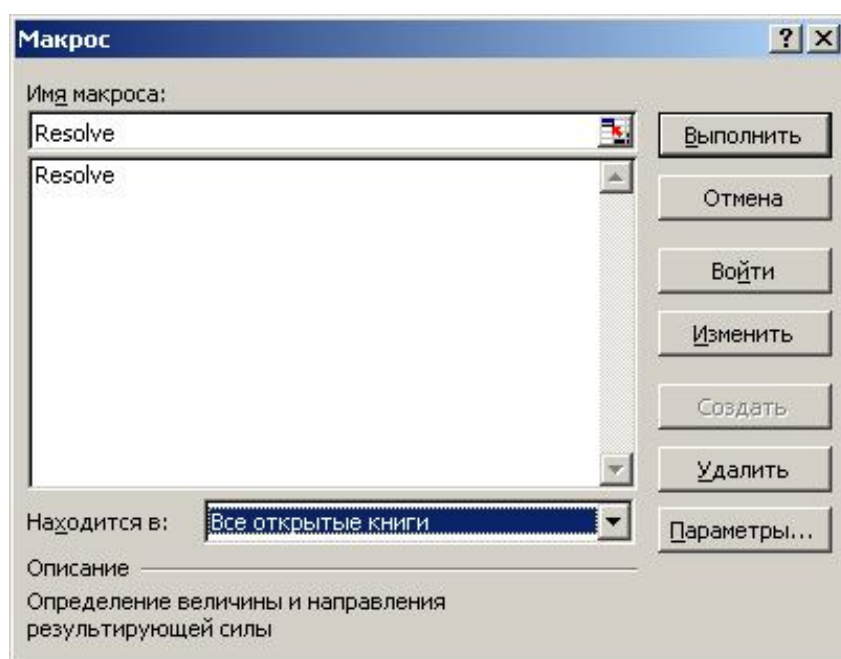 Макрос
Имя макроса:
Resolve
Resolve
Выполнить
Отмена
Войти
Изменить
Создать
Удалить
Находится в:
Все открытые книги
Параметры...
Описание
Определение величины и направления
результирующей силы